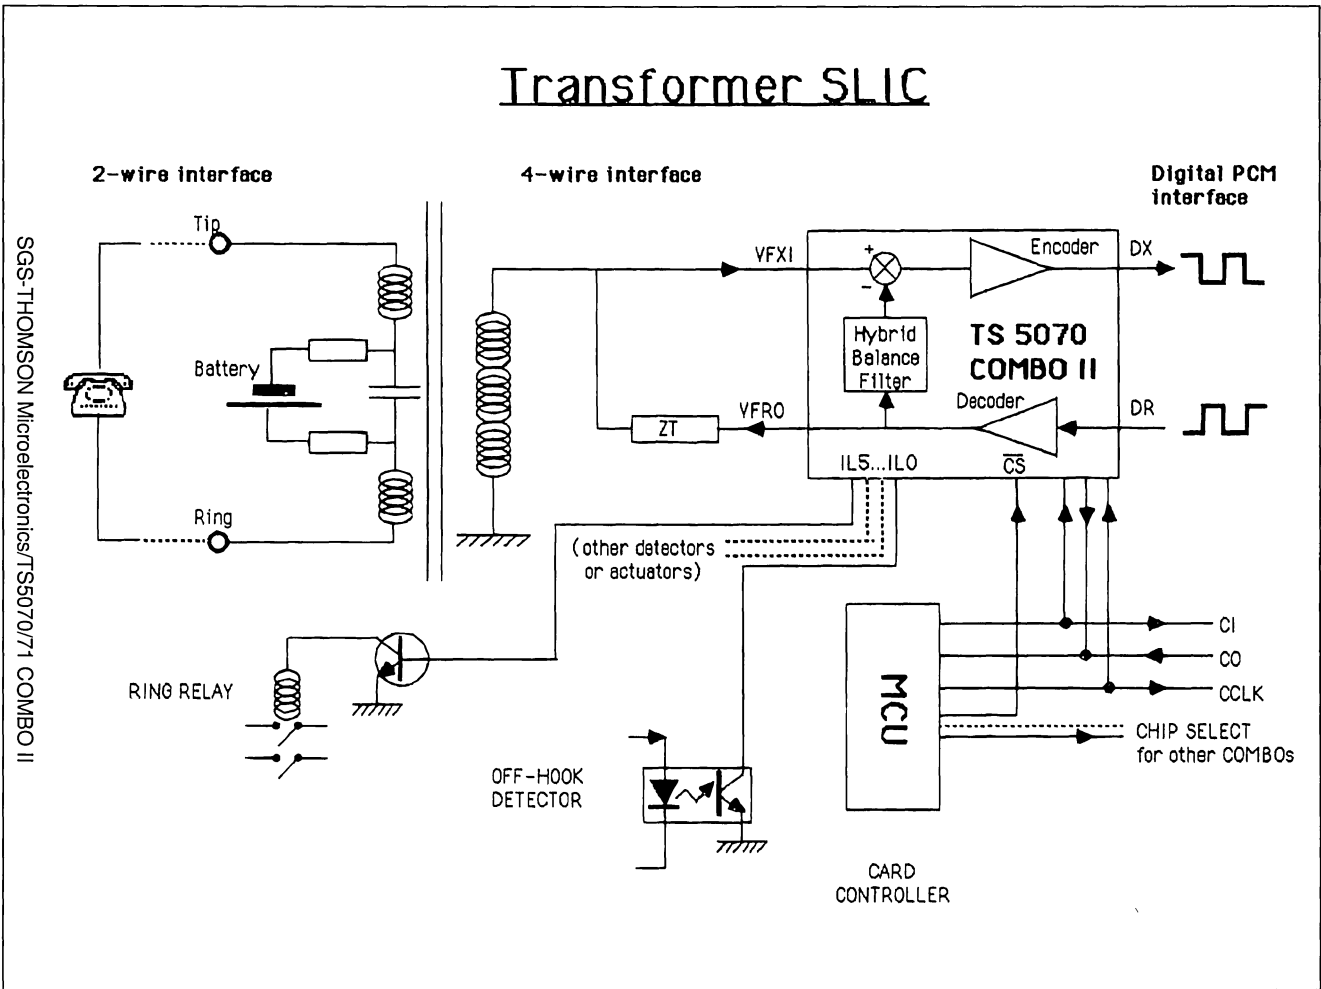 Transformer SLIC
2-wire interface
4-wire interface
Digital PCM
interface
Tip
Battery
Ring
VFXI
+
-
Encoder
DX
Hybrid
Balance
Filter
TS 5070
COMBO II
Decoder
DR
VFRO
ZT
IL5...IL0
CS
(other detectors
or actuators)
RING RELAY
OFF-HOOK
DETECTOR
MCU
CI
CO
CCLK
CHIP SELECT
for other COMBOs
CARD
CONTROLLER
SGS-THOMSON Microelectronics/TS5070/71 COMBO II